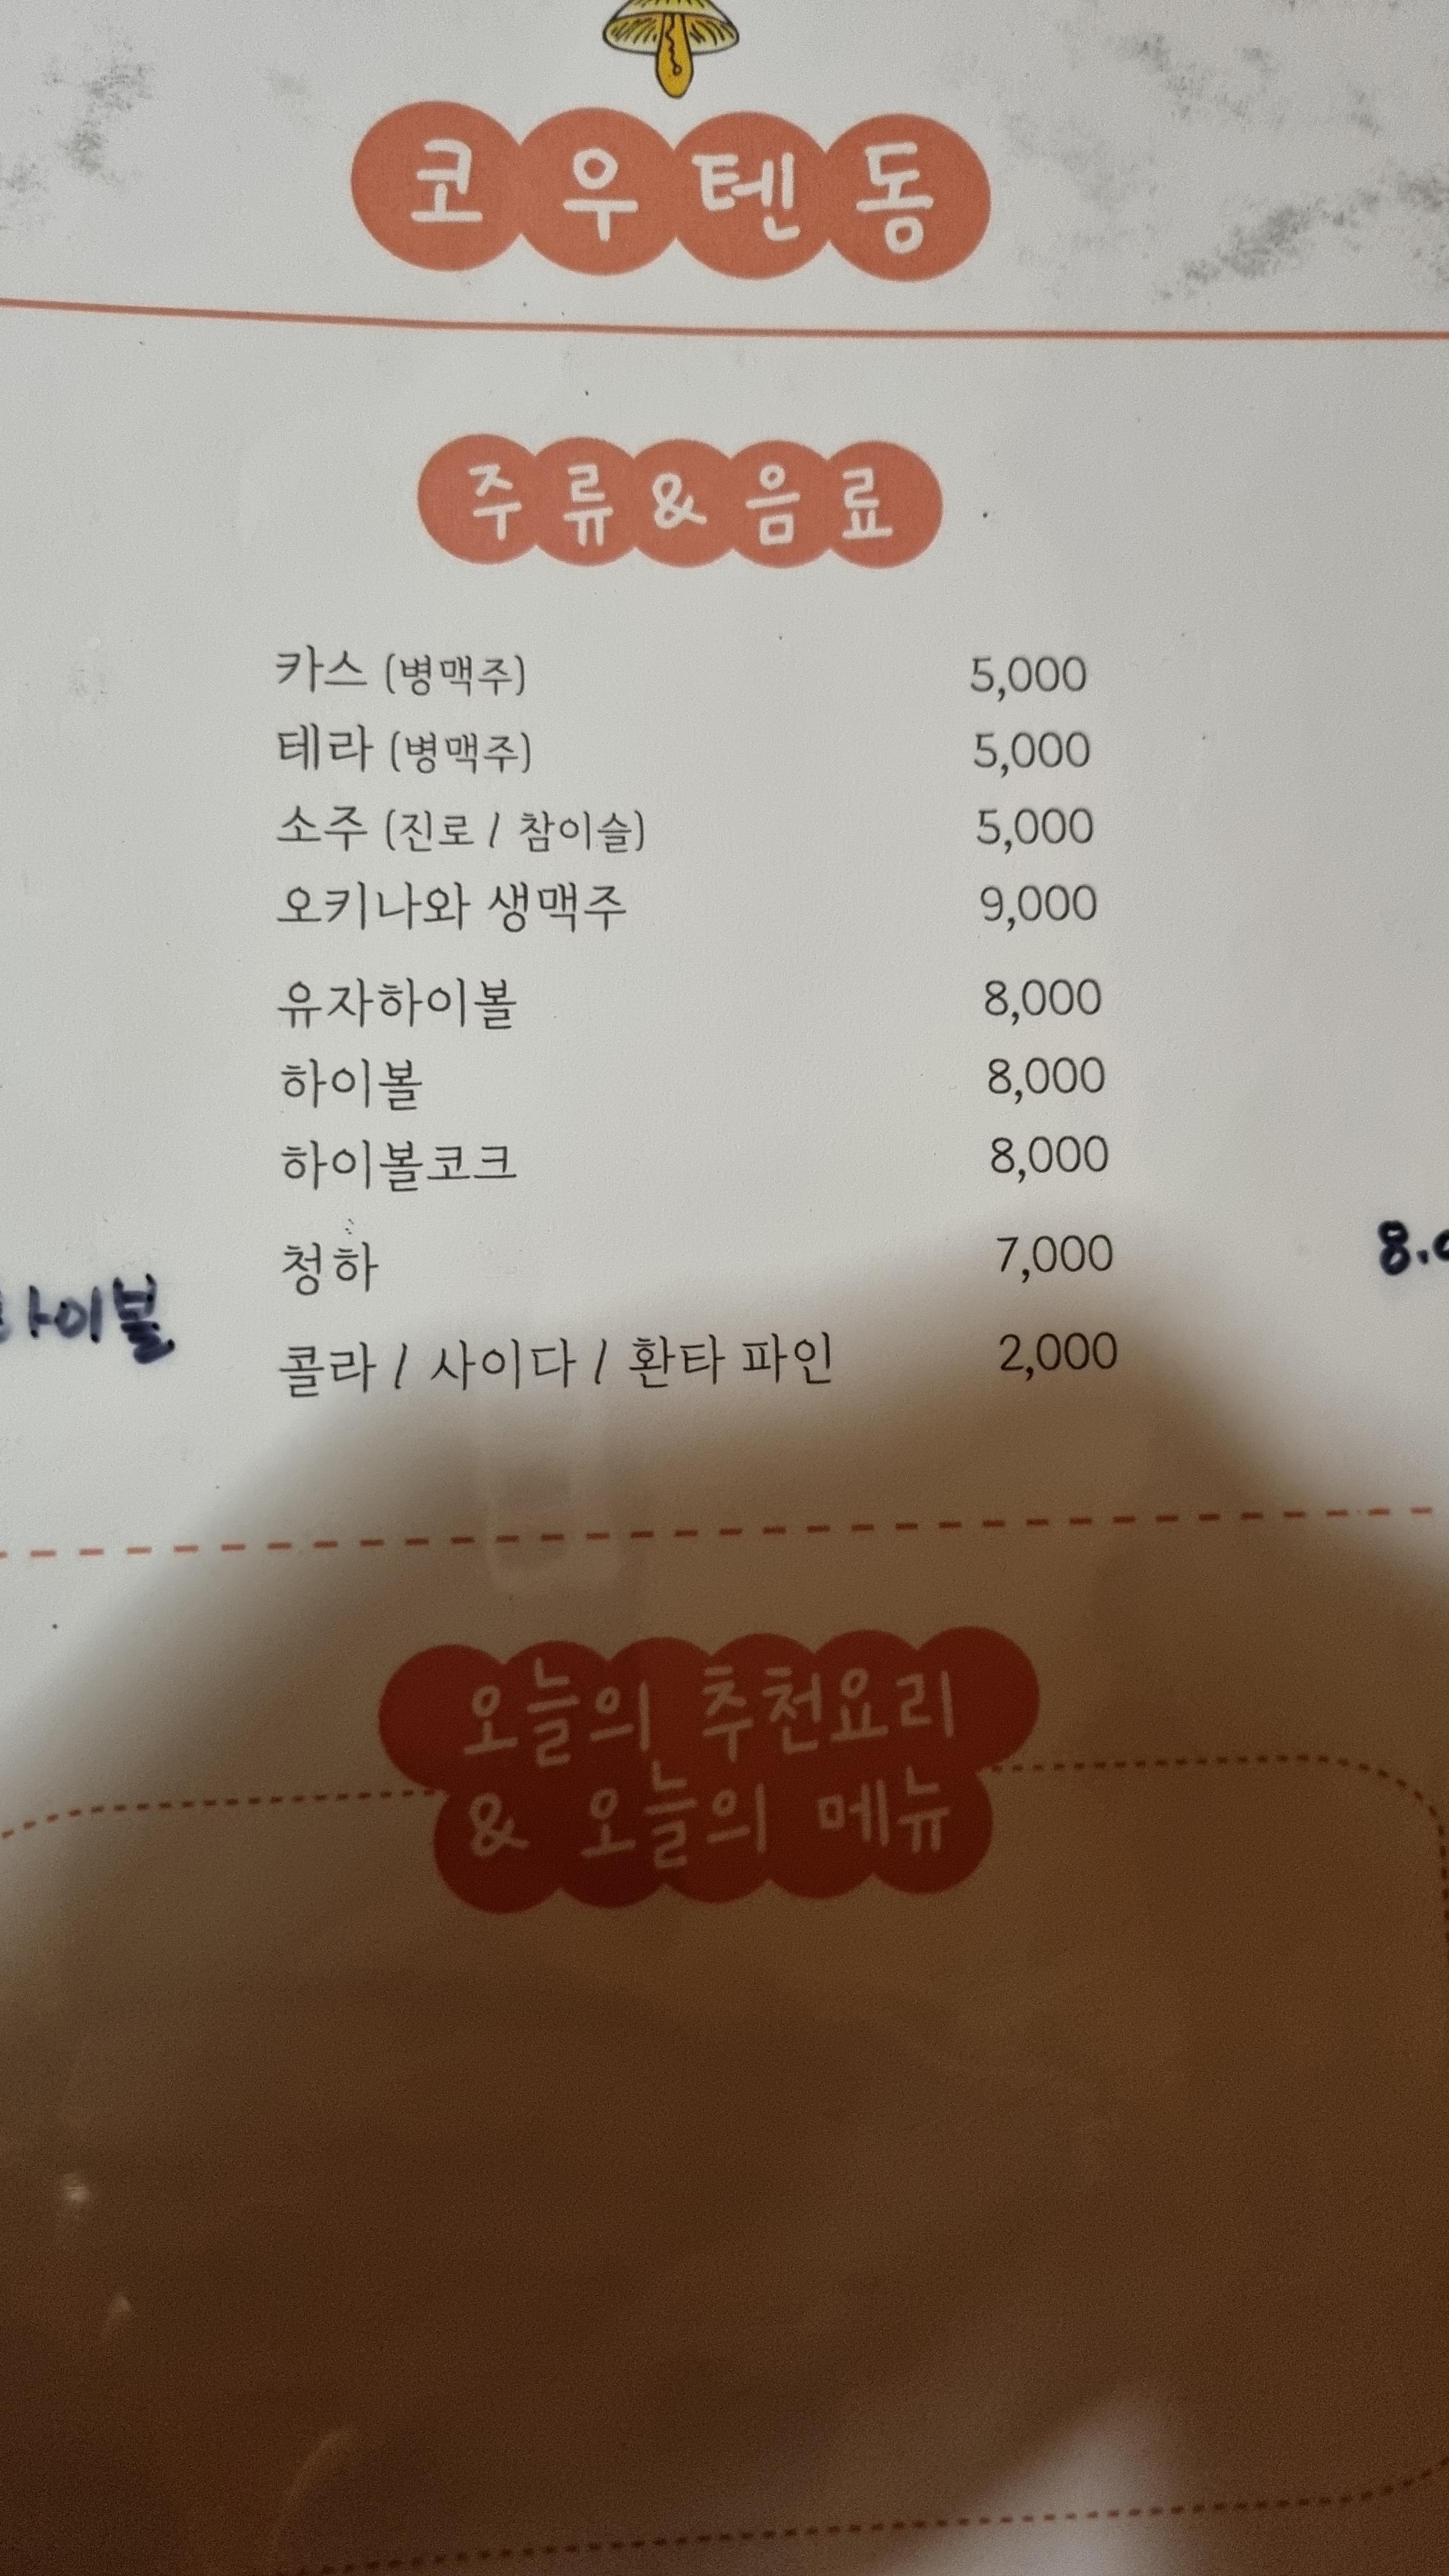 코우텐동
주류&음료
카스 (병맥주) 5,000
테라 (병맥주) 5,000
소주 (진로 / 참이슬) 5,000
오키나와 생맥주 9,000
유자하이볼 8,000
하이볼 8,000
하이볼코크 8,000
청하 7,000
하이볼
콜라 / 사이다 / 환타 파인 2,000
오늘의 추천요리
& 오늘의 메뉴